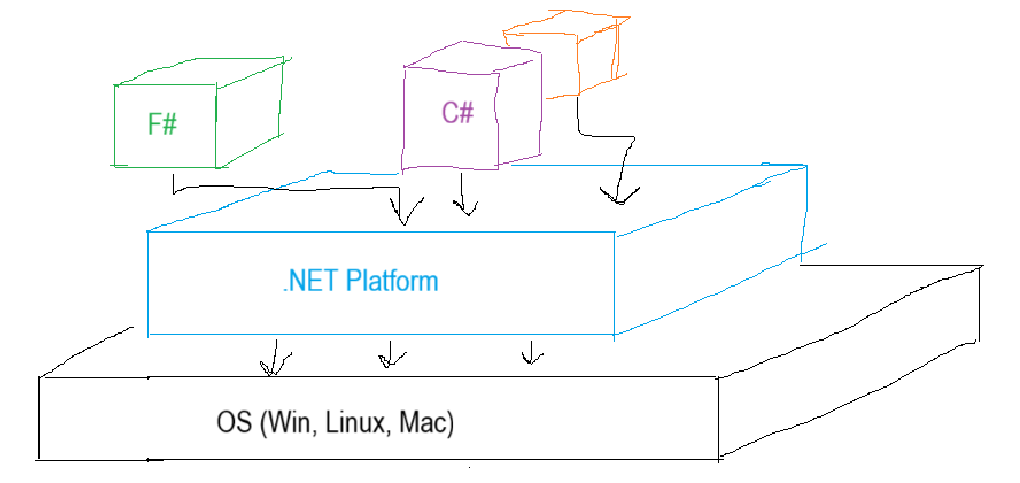 F#
C#
.NET Platform
OS (Win, Linux, Mac)